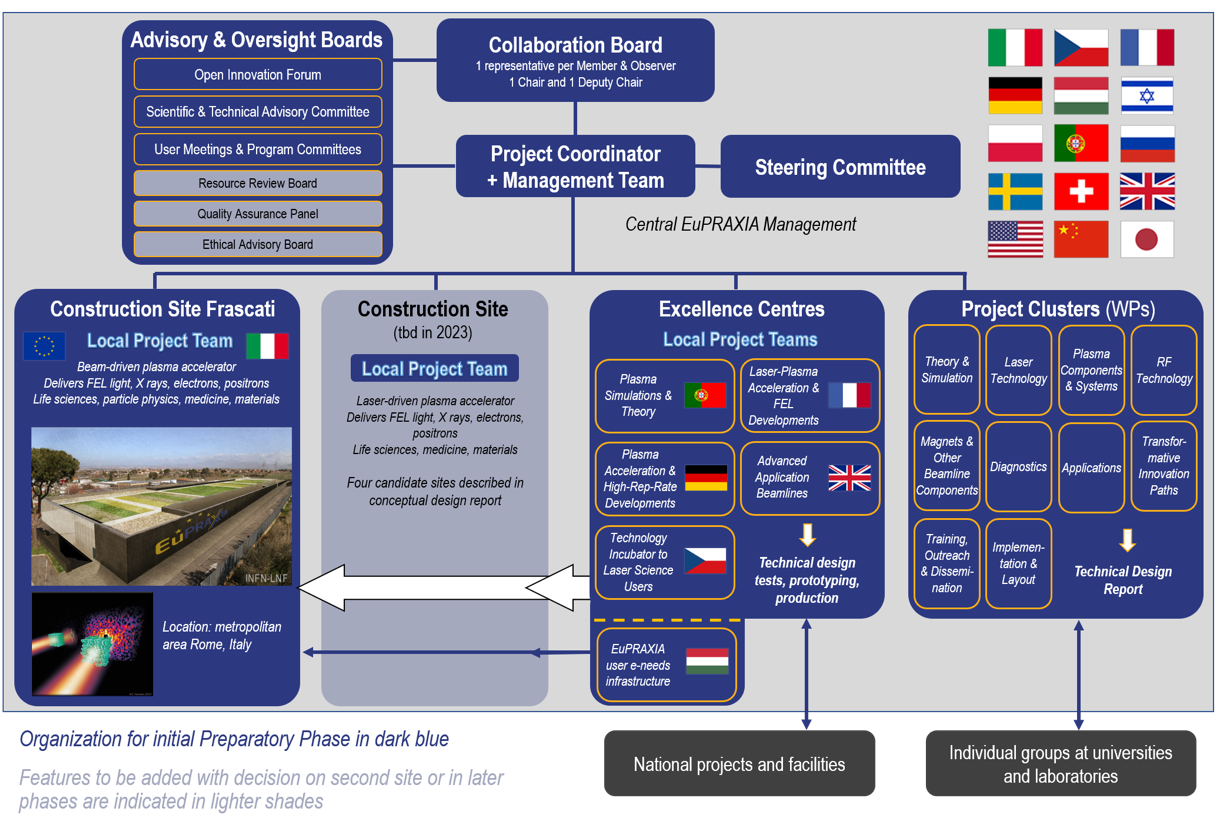 Advisory & Oversight Boards
Open Innovation Forum
Scientific & Technical Advisory Committee
User Meetings & Program Committees
Resource Review Board
Quality Assurance Panel
Ethical Advisory Board
Collaboration Board
1 representative per Member & Observer
1 Chair and 1 Deputy Chair
Project Coordinator
+ Management Team
Steering Committee
Central EuPRAXIA Management
Construction Site Frascati
Local Project Team
Beam-driven plasma accelerator
Delivers FEL light, X rays, electrons, positrons
Life sciences, particle physics, medicine, materials
EuPRAXIA
INFN-LNF
Location: metropolitan
area Rome, Italy
Construction Site
(tbd in 2023)
Local Project Team
Laser-driven plasma accelerator
Delivers FEL light, X rays, electrons,
positrons
Life sciences, medicine, materials
Four candidate sites described in
conceptual design report
Excellence Centres
Local Project Teams
Plasma
Simulations &
Theory
Laser-Plasma
Acceleration &
FEL
Developments
Plasma
Acceleration &
High-Rep-Rate
Developments
Advanced
Application
Beamlines
Technology
Incubator to
Laser Science
Users
Technical design
tests, prototyping,
production
EuPRAXIA
user e-needs
infrastructure
Project Clusters (WPs)
Theory &
Simulation
Laser
Technology
Plasma
Components
& Systems
RF
Technology
Magnets &
Other
Beamline
Components
Diagnostics
Applications
Transfor-
mative
Innovation
Paths
Training,
Outreach
& Dissemi-
nation
Implemen-
tation &
Layout
Technical Design
Report
Organization for initial Preparatory Phase in dark blue
Features to be added with decision on second site or in later
phases are indicated in lighter shades
National projects and facilities
Individual groups at universities
and laboratories